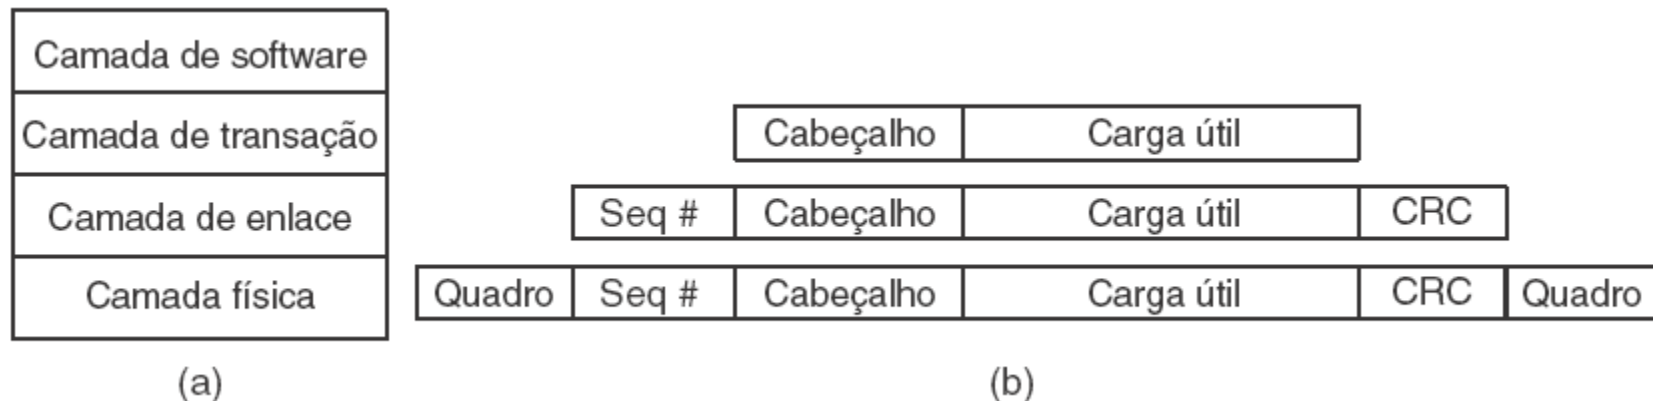 Camada de software
Camada de transação
Cabeçalho Carga útil
Camada de enlace
Seq # Cabeçalho Carga útil CRC
Camada física
Quadro Seq # Cabeçalho Carga útil CRC Quadro
(a)
(b)